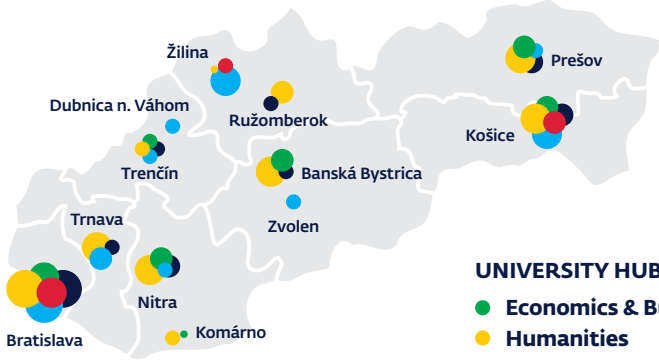 Žilina
Prešov
Dubnica n. Váhom
Ružomberok
Košice
Trenčín
Banská Bystrica
Trnava
Zvolen
UNIVERSITY HUB
Nitra
Economics &
Komárno
Humanities
Bratislava